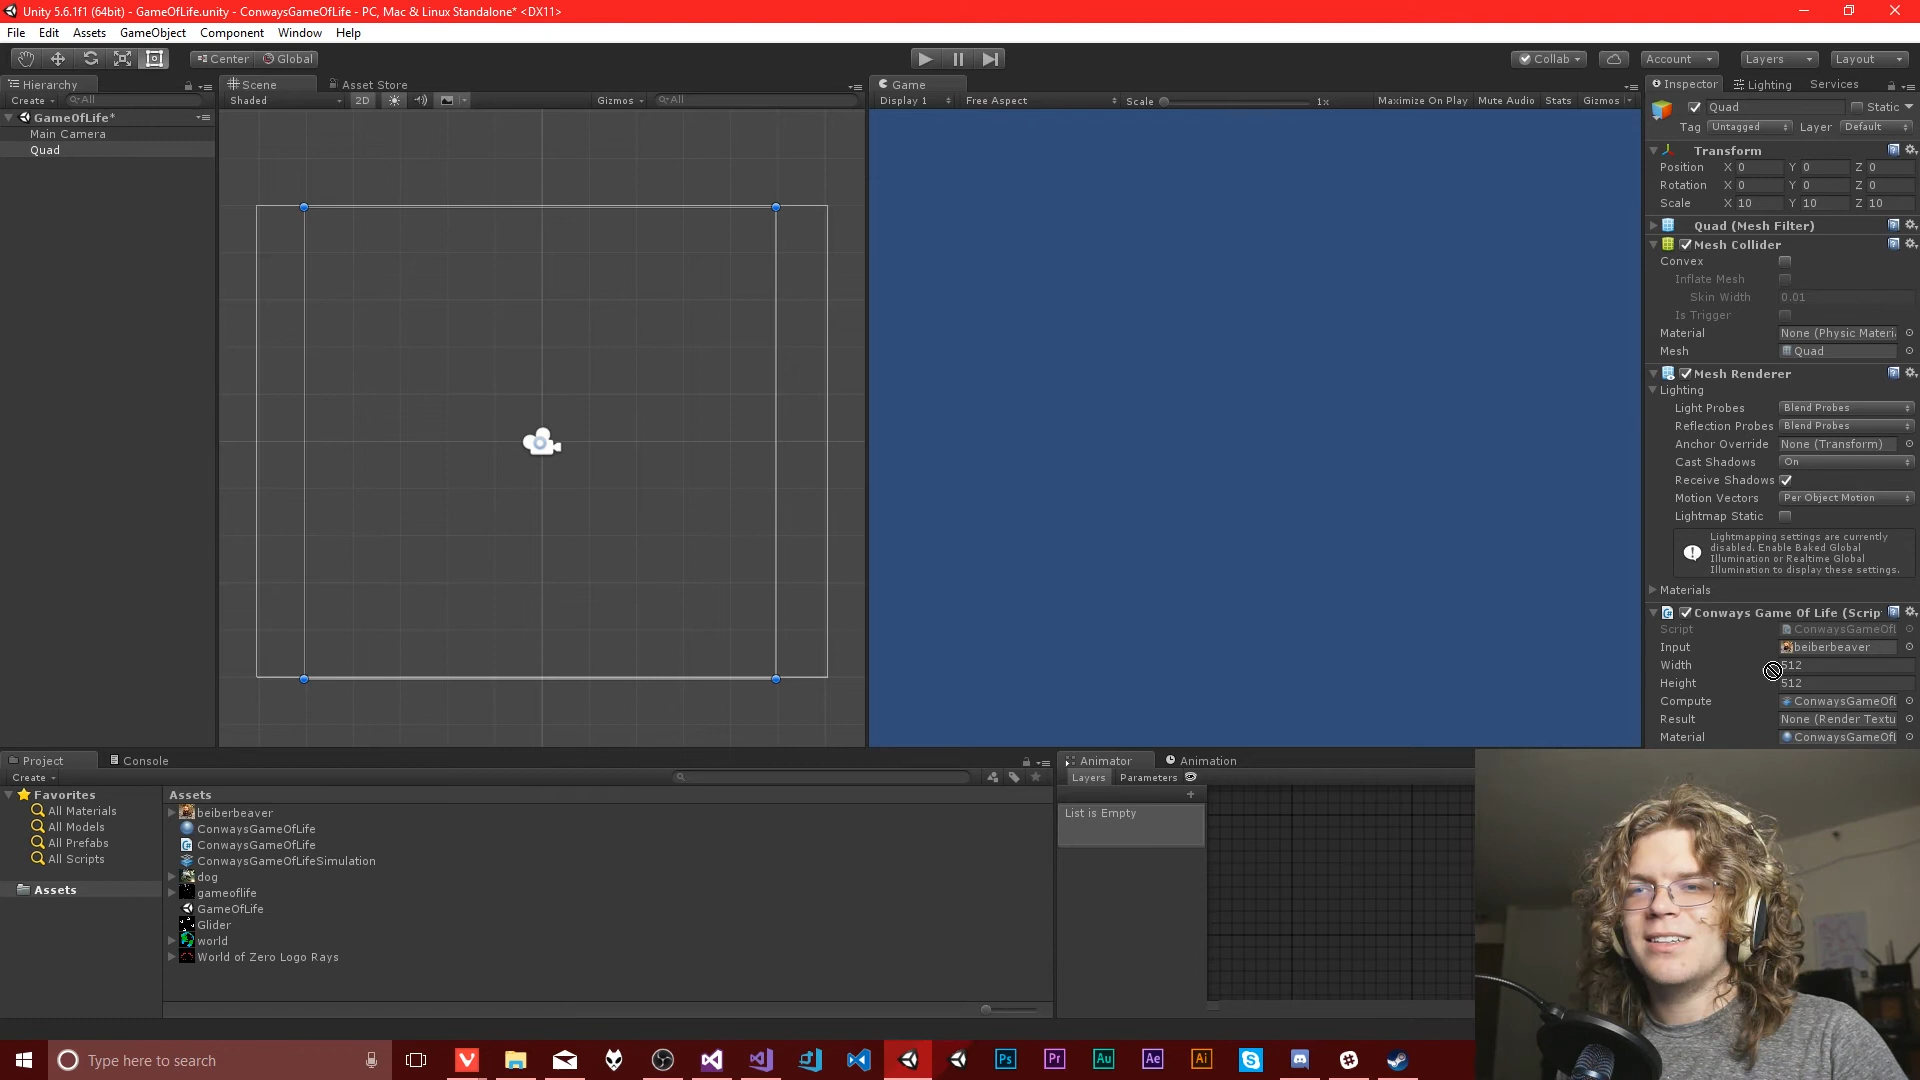 Unity 5.6.1f1 (64bit) - GameOfLife.unity - ConwaysGameOfLife - PC, Mac & Linux Standalone* <DX11>
File Edit Assets GameObject Component Window Help
Center Global Collab Account Layers Layout
Hierarchy Scene Asset Store Game Inspector Lighting Services
Create All Shaded 2D Gizmos All Display 1 Free Aspect Scale 1x Maximize On Play Mute Audio Stats Gizmos
GameOfLife*
Main Camera
Quad
Quad Static
Tag Untagged Layer Default
Transform
Position X 0 Y 0 Z 0
Rotation X 0 Y 0 Z 0
Scale X 10 Y 10 Z 10
Quad (Mesh Filter)
Mesh Collider
Convex
Inflate Mesh
Skin Width 0.01
Is Trigger
Material None (Physic Materi
Mesh Quad
Mesh Renderer
Lighting
Light Probes Blend Probes
Reflection Probes Blend Probes
Anchor Override None (Transform)
Cast Shadows On
Receive Shadows
Motion Vectors Per Object Motion
Lightmap Static
Lightmapping settings are currently
disabled. Enable Baked Global
Illumination or Realtime Global
Illumination to display these settings.
Materials
Conways Game Of Life (Scrip
Script ConwaysGameOfl
Input beiberbeaver
Width 512
Height 512
Compute ConwaysGameOfl
Result None (Render Textu
Material ConwaysGameOfl
Project Console
Create
Favorites
All Materials
All Models
All Prefabs
All Scripts
Assets
Assets
beiberbeaver
ConwaysGameOfLife
ConwaysGameOfLife
ConwaysGameOfLifeSimulation
dog
gameoflife
GameOfLife
Glider
world
World of Zero Logo Rays
Animator Animation
Layers Parameters
List is Empty
Type here to search
Ps Pr Au Ae Ai